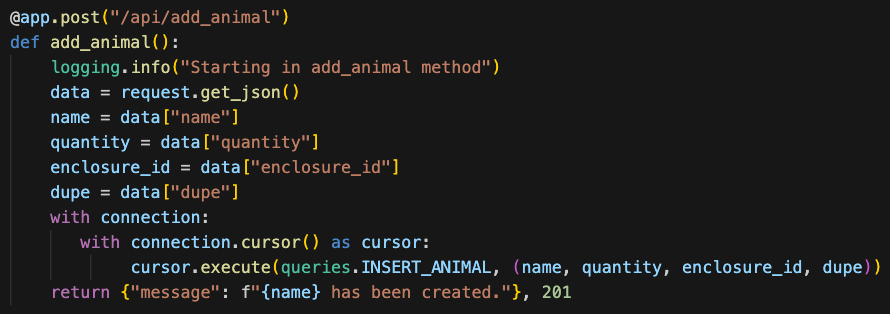 @app.post("/api/add_animal")
def add_animal():
    logging.info("Starting in add_animal method")
    data = request.get_json()
    name = data["name"]
    quantity = data["quantity"]
    enclosure_id = data["enclosure_id"]
    dupe = data["dupe"]
    with connection:
       with connection.cursor() as cursor:
            cursor.execute(queries.INSERT_ANIMAL, (name, quantity, enclosure_id, dupe))
    return {"message": f"{name} has been created."}, 201